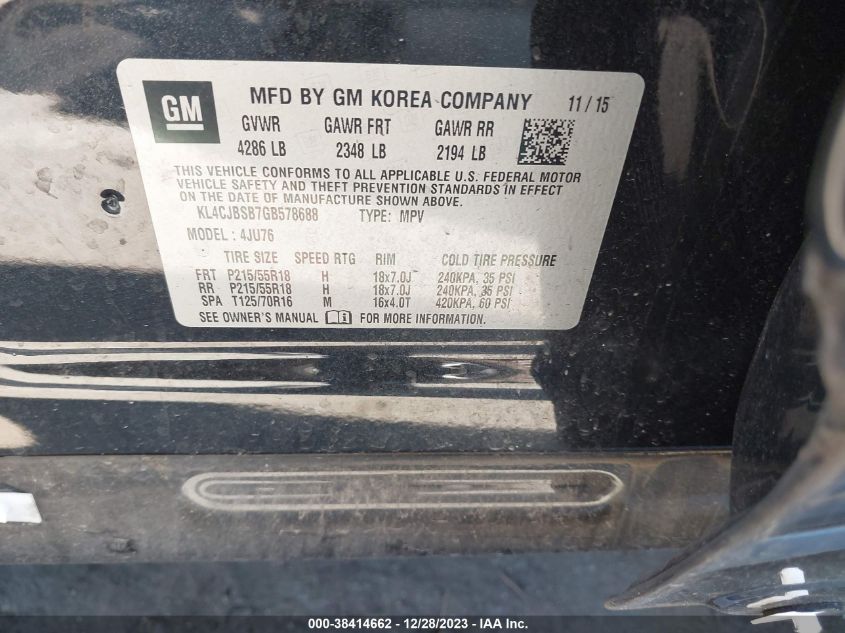 GM MFD BY GM KOREA COMPANY 11/15
GVWR GAWR FRT GAWR RR
4286 LB 2348 LB 2194 LB
THIS VEHICLE CONFORMS TO ALL APPLICABLE U.S. FEDERAL MOTOR
VEHICLE SAFETY AND THEFT PREVENTION STANDARDS IN EFFECT
ON THE DATE OF MANUFACTURE SHOWN ABOVE.
KL4CJBSB7GB578688 TYPE: MPV
MODEL: 4JU76
TIRE SIZE SPEED RTG RIM COLD TIRE PRESSURE
FRT P215/55R18 H 18x7.0J 240KPA, 35 PSI
RR P215/55R18 H 18x7.0J 240KPA, 35 PSI
SPA T125/70R16 M 16x4.0T 420KPA, 60 PSI
SEE OWNER'S MANUAL FOR MORE INFORMATION.
000-38414662 - 12/28/2023 - IAAI.com